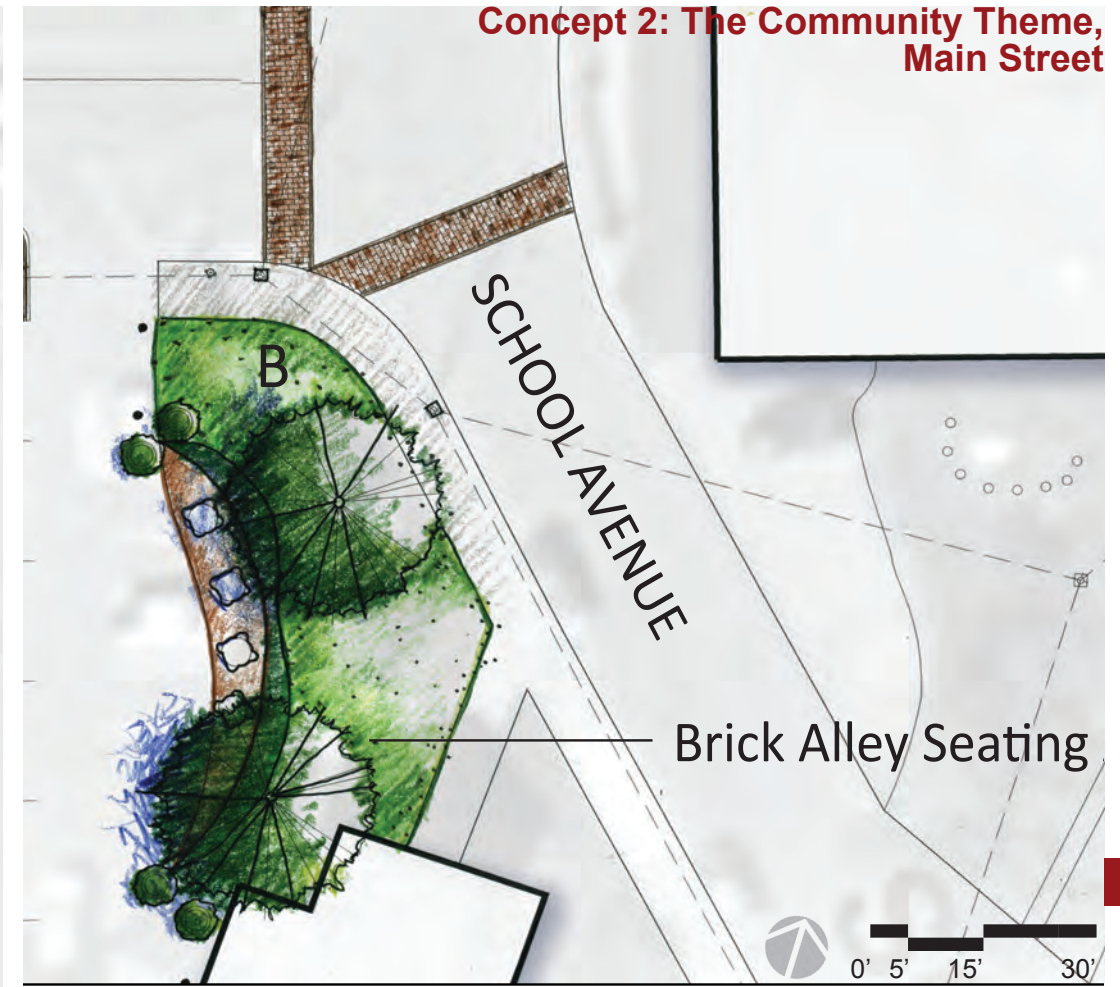 Concept 2: The Community Theme,
Main Street
B
SCHOOL AVENUE
Brick Alley Seating
0’ 5’ 15’ 30’